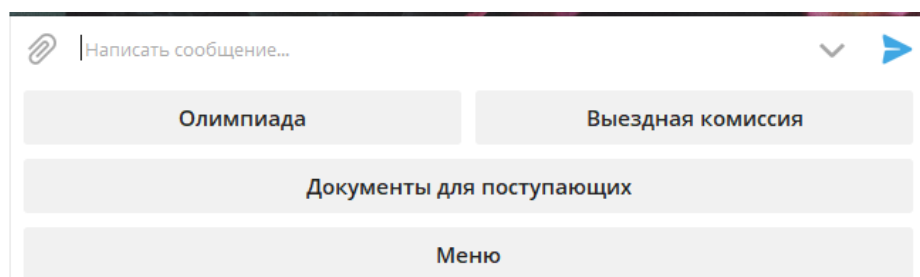 Написать сообщение...
Олимпиада
Выездная комиссия
Документы для поступающих
Меню